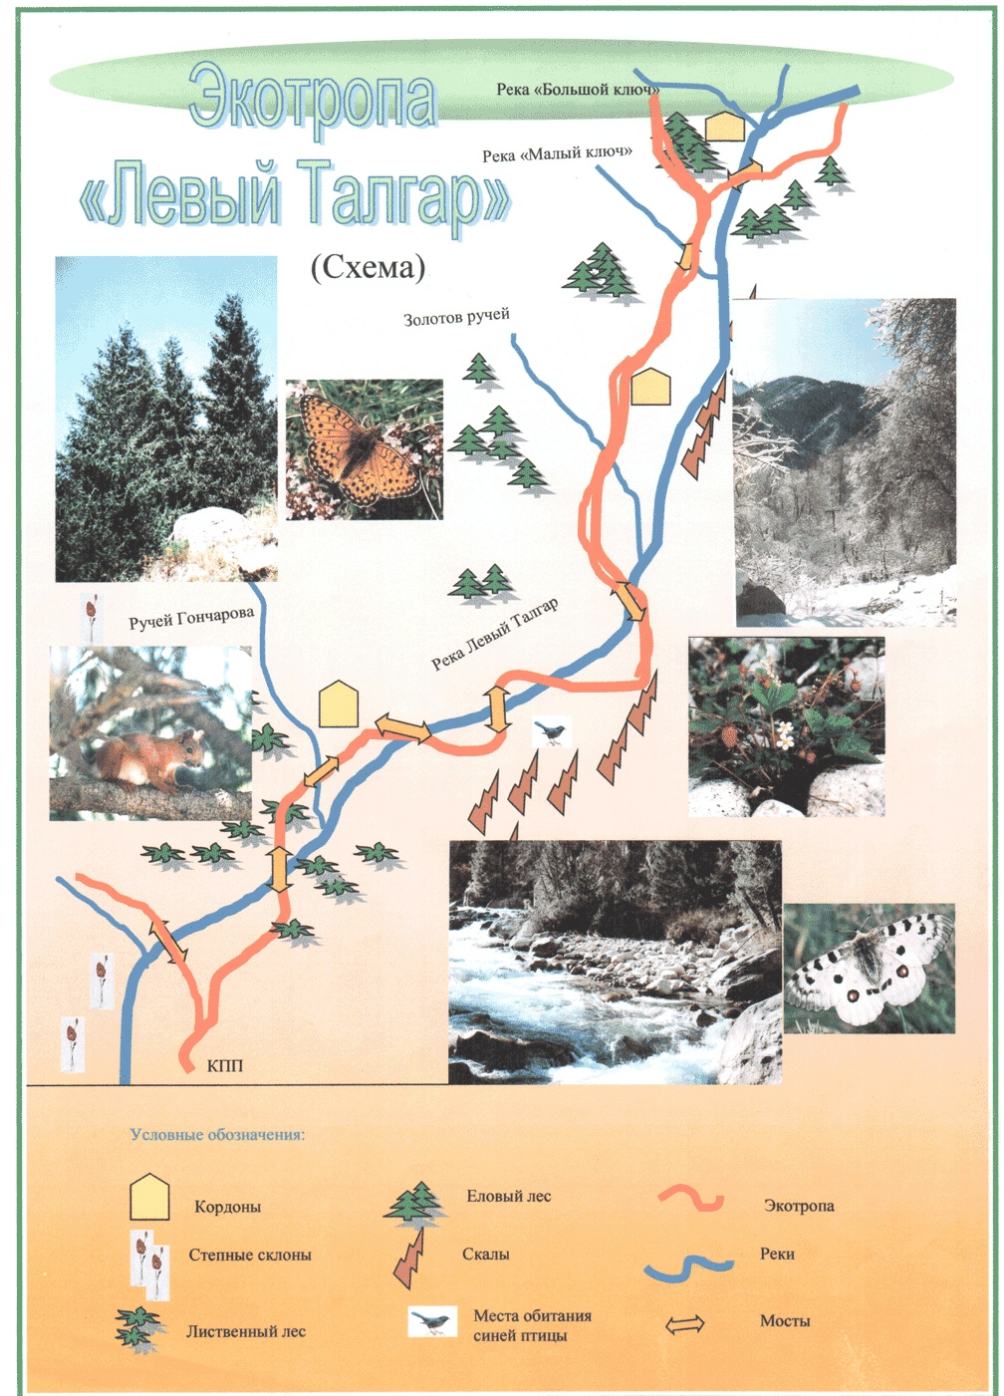 Экотропа
«Левый Талгар»
(Схема)
Река «Большой ключ»
Река «Малый ключ»
Золотов ручей
Ручей Гончарова
Река Левый Талгар
КПП
Условные обозначения:
Кордоны
Еловый лес
Экотропа
Степные склоны
Скалы
Реки
Лиственный лес
Места обитания
синей птицы
Мосты